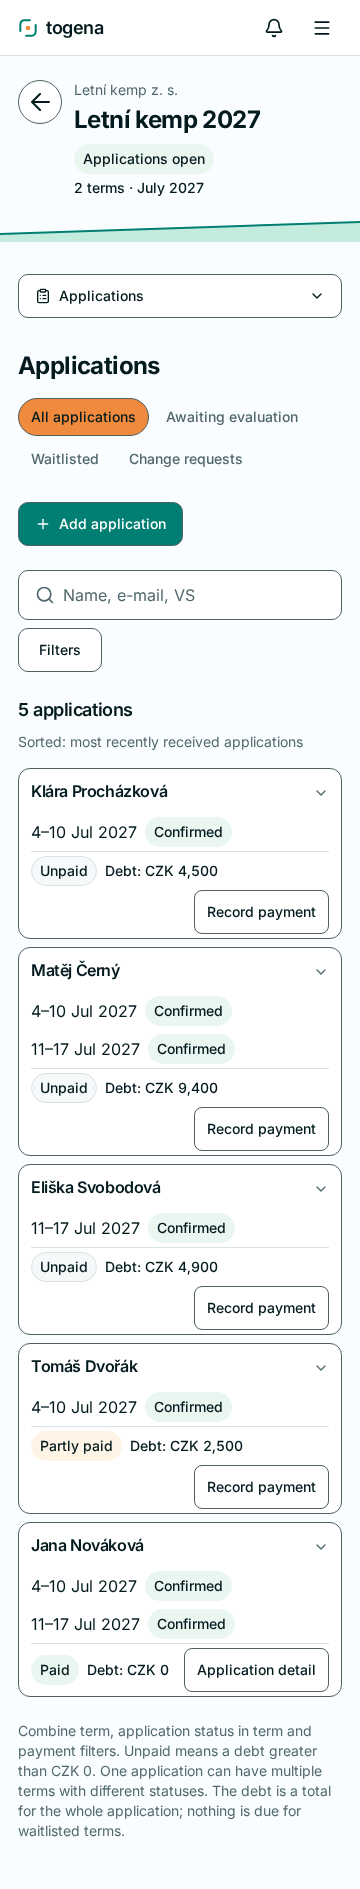 togena
Letní kemp z. s.
Letní kemp 2027
Applications open
2 terms · July 2027
Applications
Applications
All applications
Awaiting evaluation
Waitlisted
Change requests
Add application
Name, e-mail, VS
Filters
5 applications
Sorted: most recently received applications
Klára Procházková
4–10 Jul 2027 Confirmed
Unpaid Debt: CZK 4,500
Record payment
Matěj Černý
4–10 Jul 2027 Confirmed
11–17 Jul 2027 Confirmed
Unpaid Debt: CZK 9,400
Record payment
Eliška Svobodová
11–17 Jul 2027 Confirmed
Unpaid Debt: CZK 4,900
Record payment
Tomáš Dvořák
4–10 Jul 2027 Confirmed
Partly paid Debt: CZK 2,500
Record payment
Jana Nováková
4–10 Jul 2027 Confirmed
11–17 Jul 2027 Confirmed
Paid Debt: CZK 0 Application detail
Combine term, application status in term and
payment filters. Unpaid means a debt greater
than CZK 0. One application can have multiple
terms with different statuses. The debt is a total
for the whole application; nothing is due for
waitlisted terms.